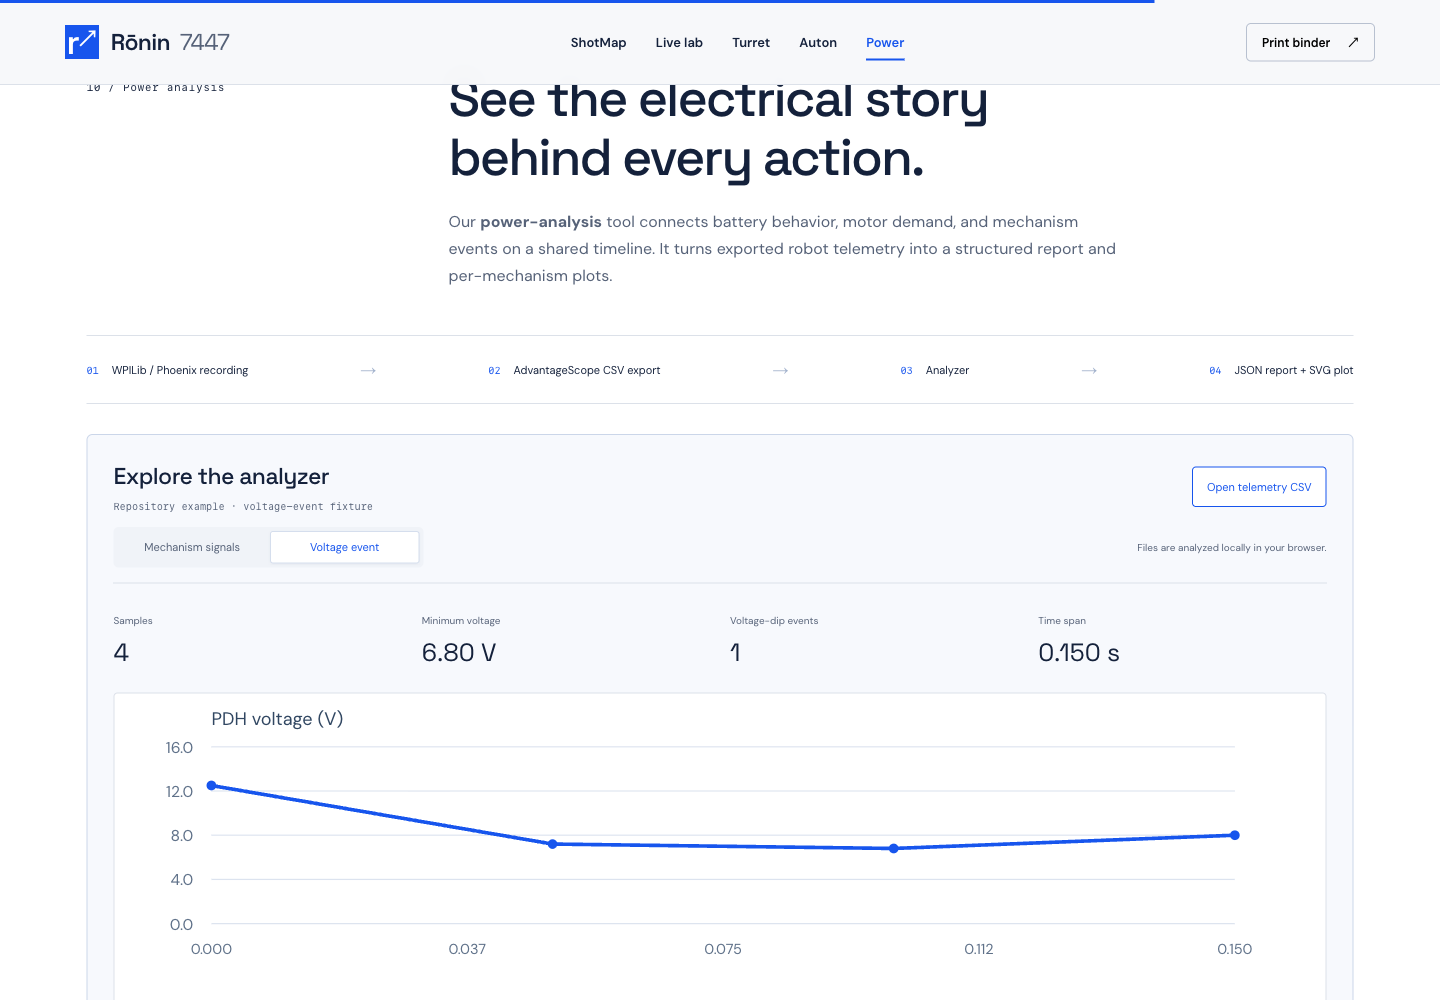 Rōnin 7447
ShotMap Live lab Turret Auton Power
Print binder ↗
10 / Power analysis
See the electrical story
behind every action.
Our power-analysis tool connects battery behavior, motor demand, and mechanism
events on a shared timeline. It turns exported robot telemetry into a structured report and
per-mechanism plots.
01 WPILib / Phoenix recording → 02 AdvantageScope CSV export → 03 Analyzer → 04 JSON report + SVG plot
Explore the analyzer
Open telemetry CSV
Repository example · voltage-event fixture
Mechanism signals Voltage event
Files are analyzed locally in your browser.
Samples Minimum voltage Voltage-dip events Time span
4 6.80 V 1 0.150 s
PDH voltage (V)
16.0
12.0
8.0
4.0
0.0
0.000 0.037 0.075 0.112 0.150